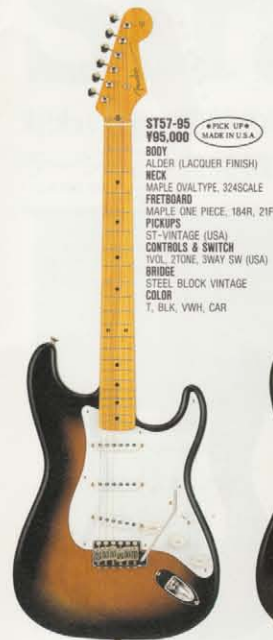 Fender
ST57-95
¥95,000
★PICK UP★
MADE IN U.S.A
BODY
ALDER (LACQUER FINISH)
NECK
MAPLE OVALTYPE, 324SCALE
FRETBOARD
MAPLE ONE PIECE, 184R, 21F
PICKUPS
ST-VINTAGE (USA)
CONTROLS & SWITCH
1VOL, 2TONE, 3WAY SW (USA)
BRIDGE
STEEL BLOCK VINTAGE
COLOR
T, BLK, VWH, CAR